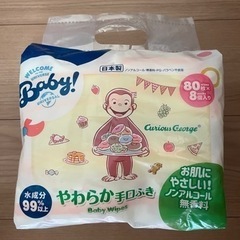 WELCOME
Baby!
日本製
80枚
8個入り
Curious George
水成分
99%以上
やわらか手口ふき
Baby Wipes
お肌に
やさしい!
ノンアルコール
無香料